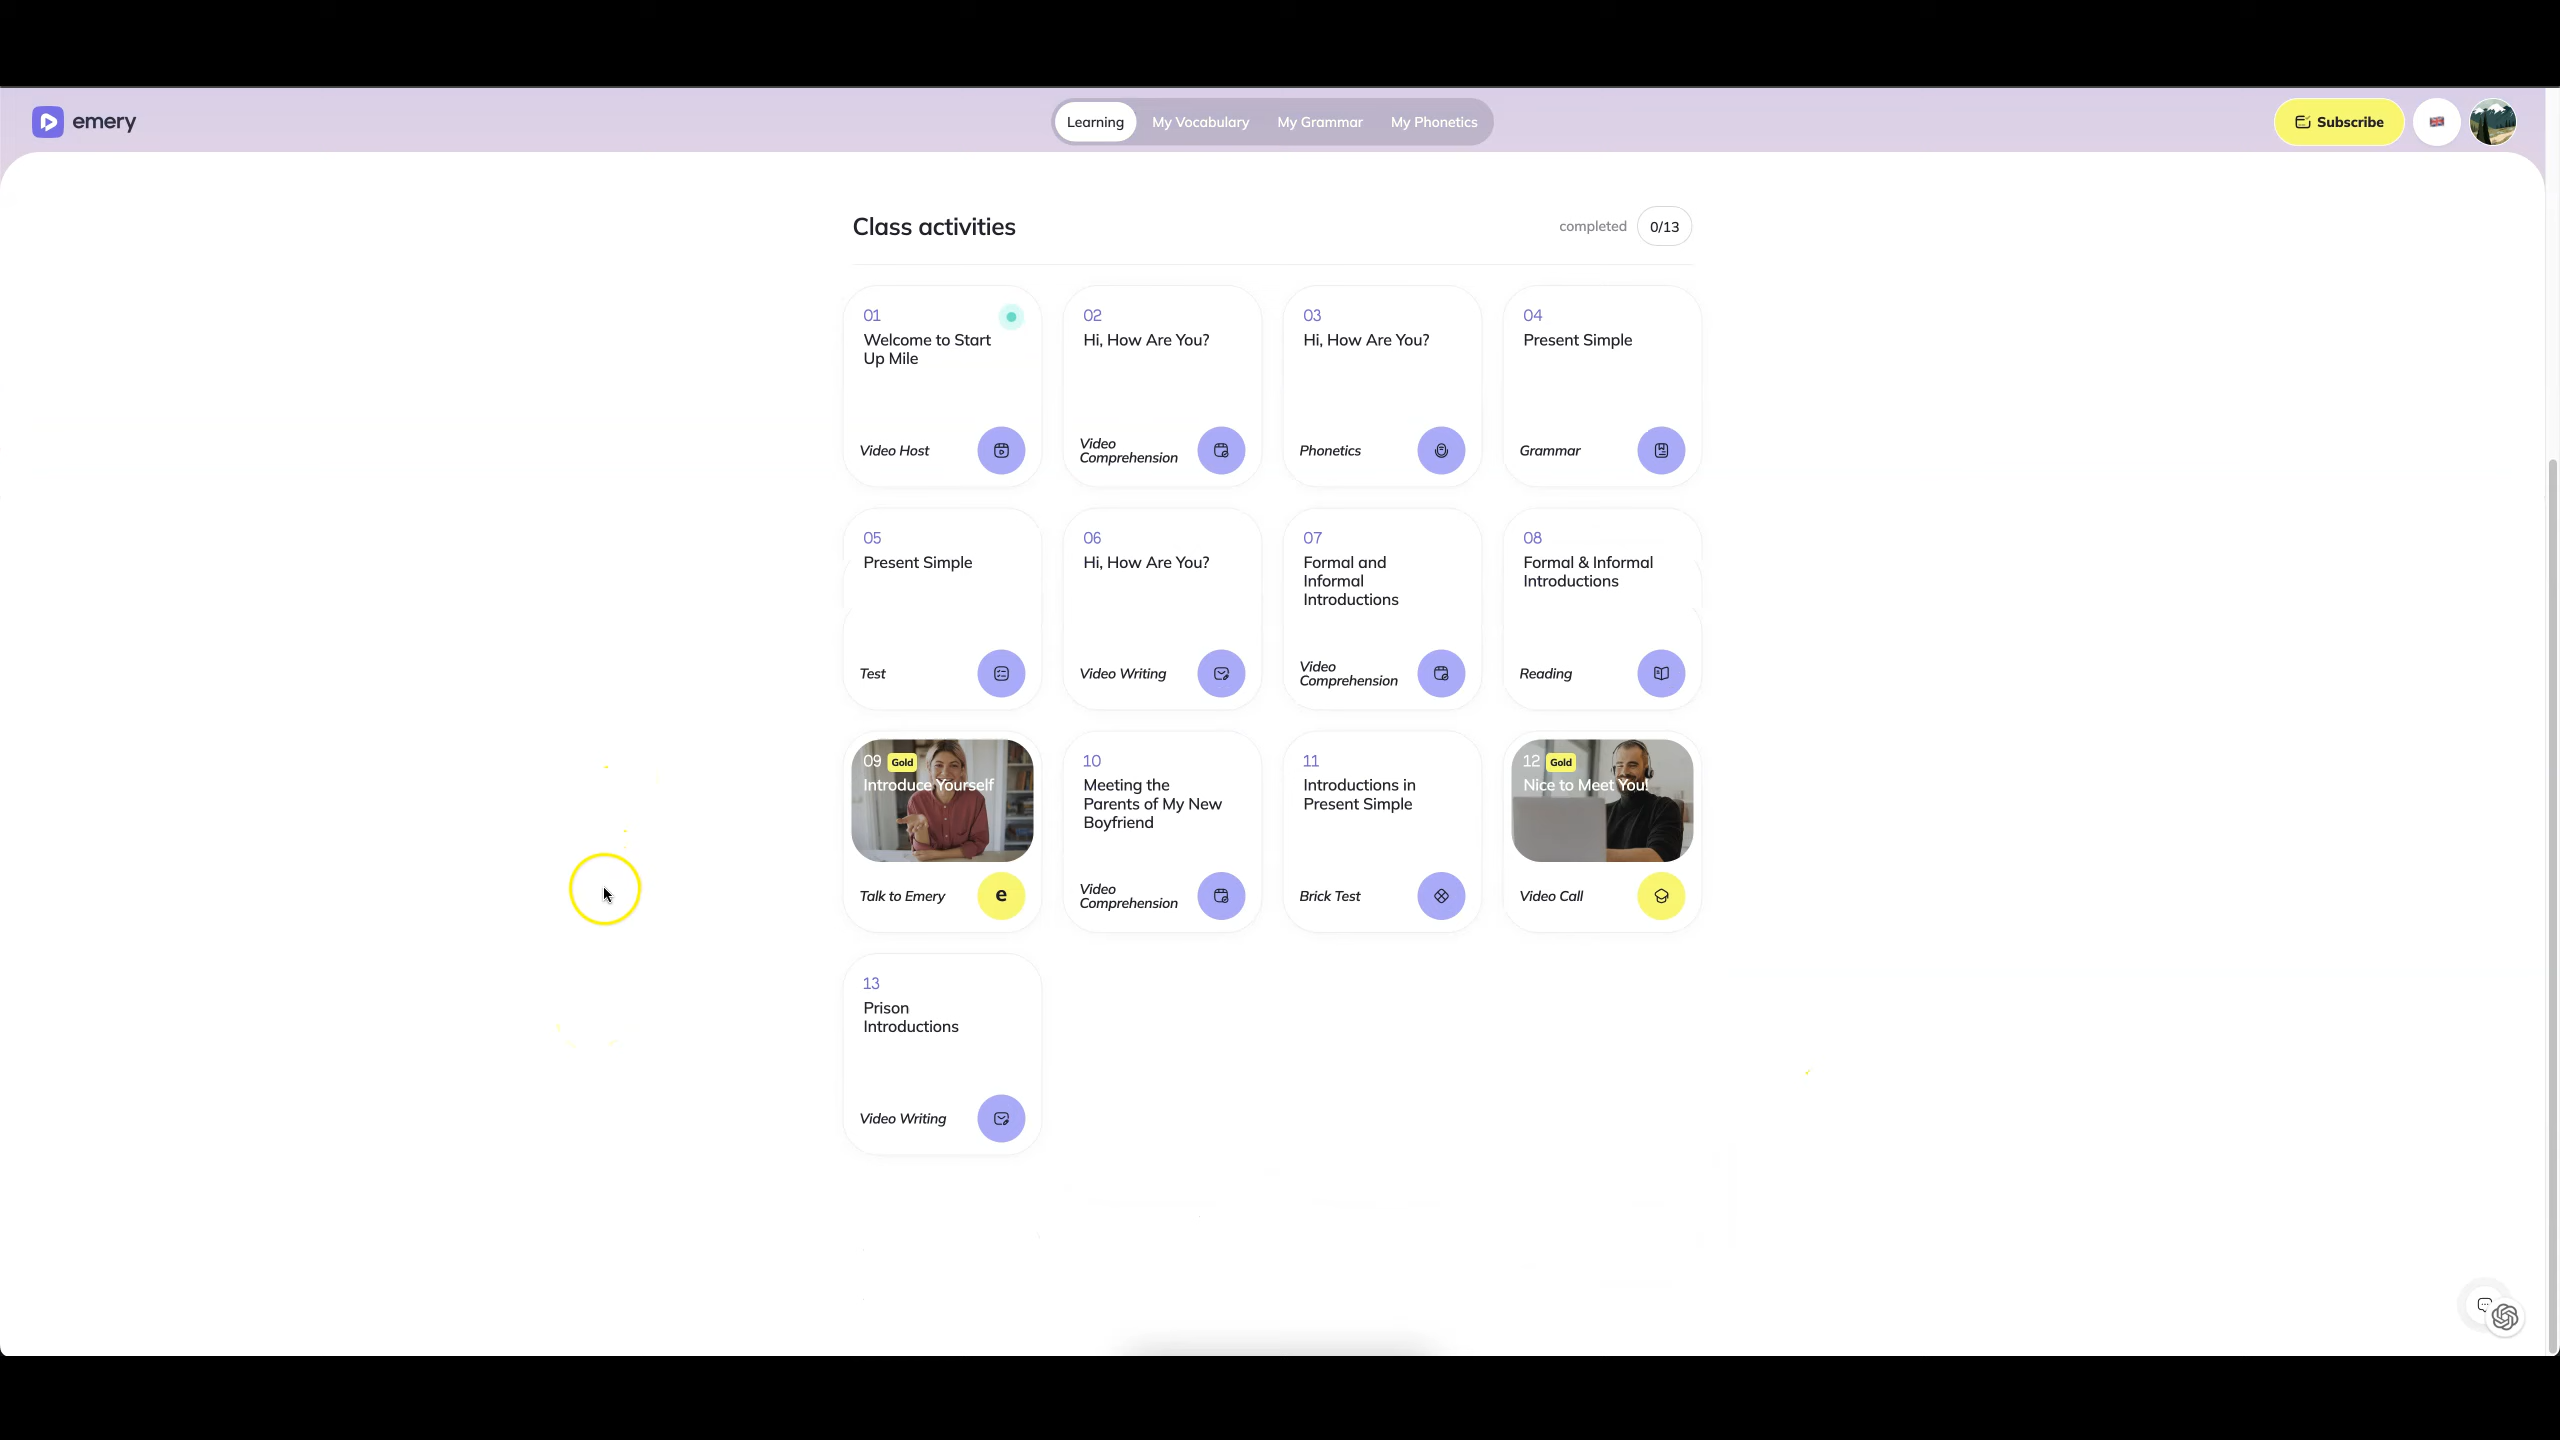 emery
Learning
My Vocabulary
My Grammar
My Phonetics
Subscribe
Class activities
completed
0/13
01
Welcome to Start
Up Mile
Video Host
02
Hi, How Are You?
Video
Comprehension
03
Hi, How Are You?
Phonetics
04
Present Simple
Grammar
05
Present Simple
Test
06
Hi, How Are You?
Video Writing
07
Formal and
Informal
Introductions
Video
Comprehension
08
Formal & Informal
Introductions
Reading
09 Gold
Introduce Yourself
Talk to Emery
e
10
Meeting the
Parents of My New
Boyfriend
Video
Comprehension
11
Introductions in
Present Simple
Brick Test
12 Gold
Nice to Meet You!
Video Call
13
Prison
Introductions
Video Writing